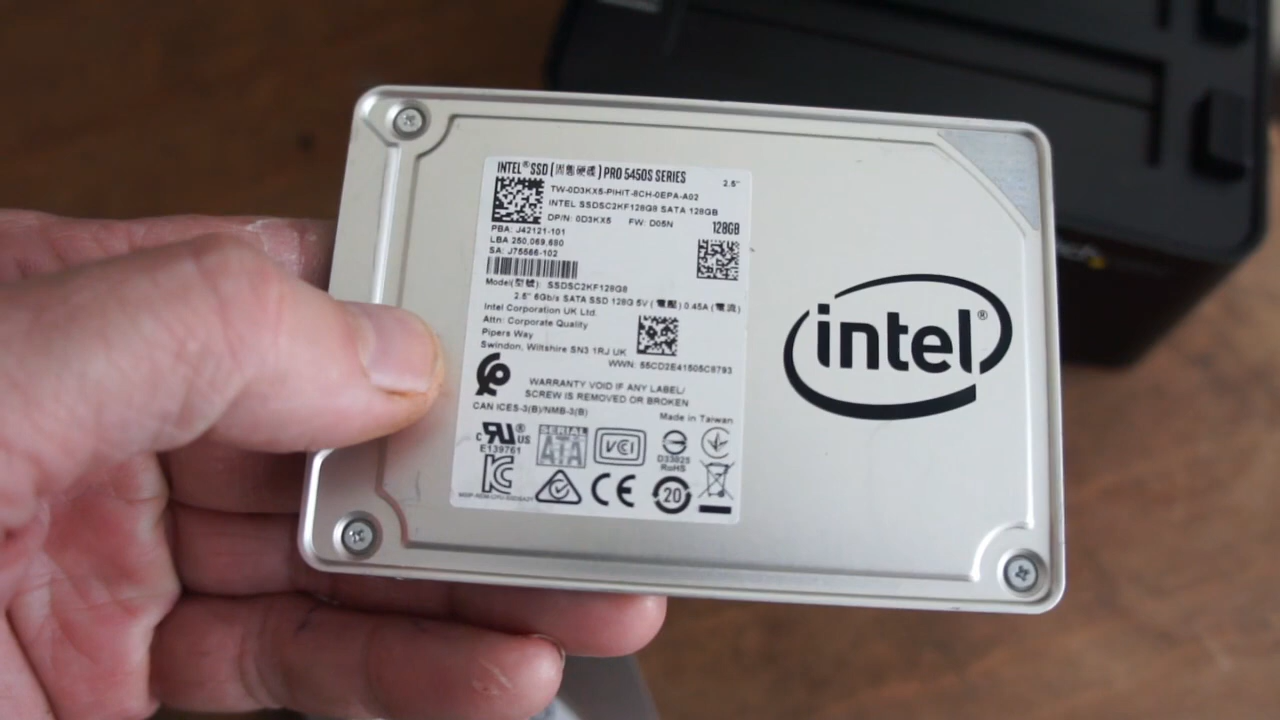 INTEL® SSD (固態硬碟) PRO 5450S SERIES
2.5"
TW-0D3KX5-PIHIT-8CH-0EPA-A02
INTEL SSDSC2KF128G8 SATA 128GB
DP/N: 0D3KX5 FW: D05N
PBA: J42121-101
128GB
LBA 250,069,680
SA: J75566-102
Model(型號): SSDSC2KF128G8
2.5" 6Gb/s SATA SSD 128G 5V (電壓) 0.45A (電流)
Intel Corporation UK Ltd.
Attn: Corporate Quality
Pipers Way
Swindon, Wiltshire SN3 1RJ UK
WWN: 55CD2E41505C8793
WARRANTY VOID IF ANY LABEL/
SCREW IS REMOVED OR BROKEN
CAN ICES-3(B)/NMB-3(B)
Made in Taiwan
c RU® US
E139761
SERIAL
ATA
VCI
D33025
RoHS
CE
20
intel®